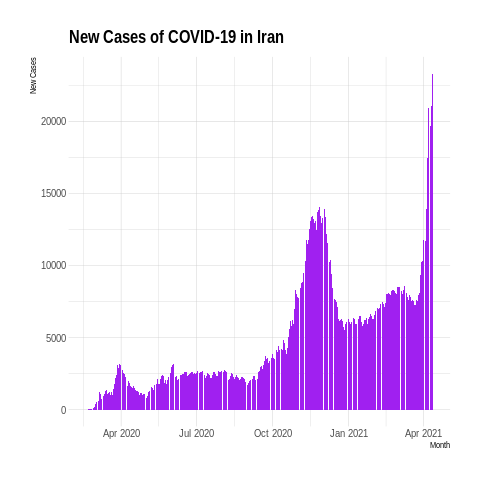 New Cases of COVID-19 in Iran
New Cases
20000
15000
10000
5000
0
Apr 2020 Jul 2020 Oct 2020 Jan 2021 Apr 2021
Month